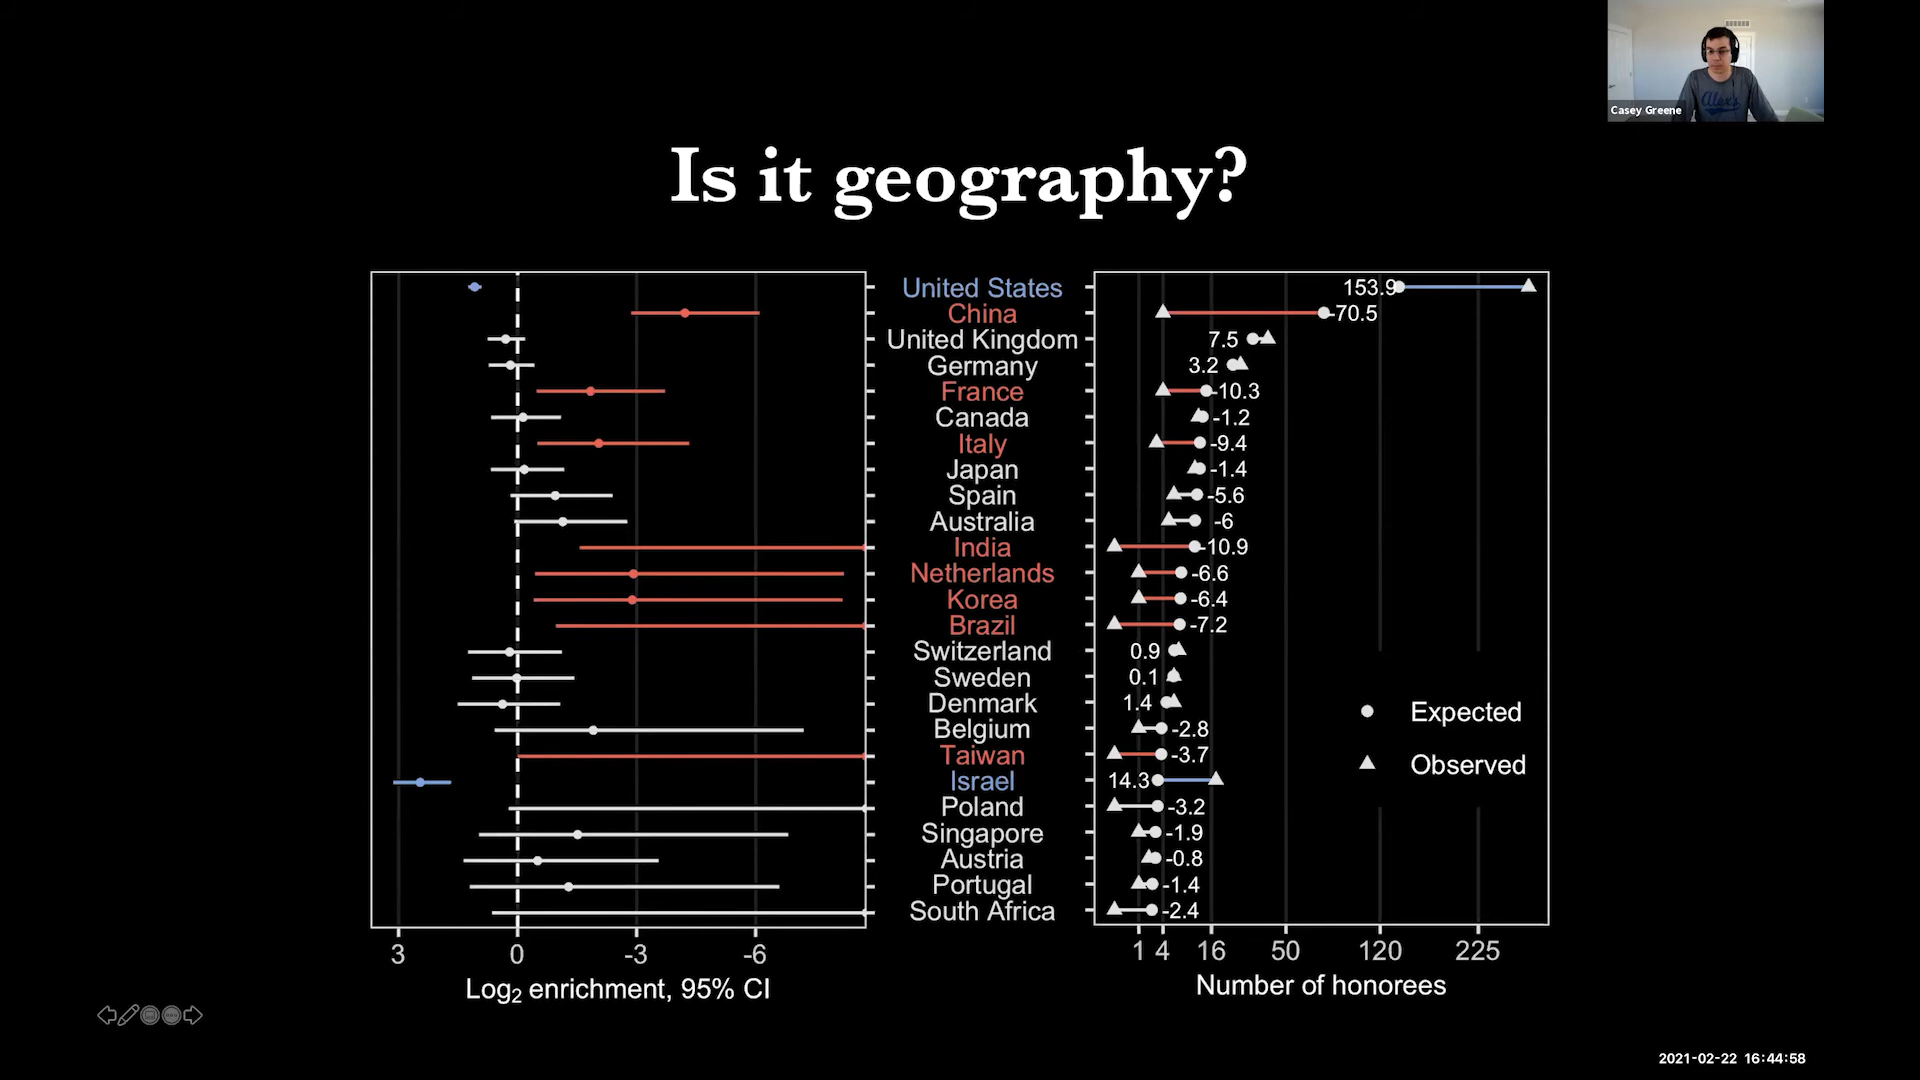 Casey Greene
Is it geography?
United States
China
United Kingdom
Germany
France
Canada
Italy
Japan
Spain
Australia
India
Netherlands
Korea
Brazil
Switzerland
Sweden
Denmark
Belgium
Taiwan
Israel
Poland
Singapore
Austria
Portugal
South Africa
3 0 -3 -6
Log2 enrichment, 95% CI
153.9
-70.5
7.5
3.2
-10.3
-1.2
-9.4
-1.4
-5.6
-6
-10.9
-6.6
-6.4
-7.2
0.9
0.1
1.4
-2.8
-3.7
14.3
-3.2
-1.9
-0.8
-1.4
-2.4
Expected
Observed
1 4 16 50 120 225
Number of honorees
2021-02-22 16:44:58